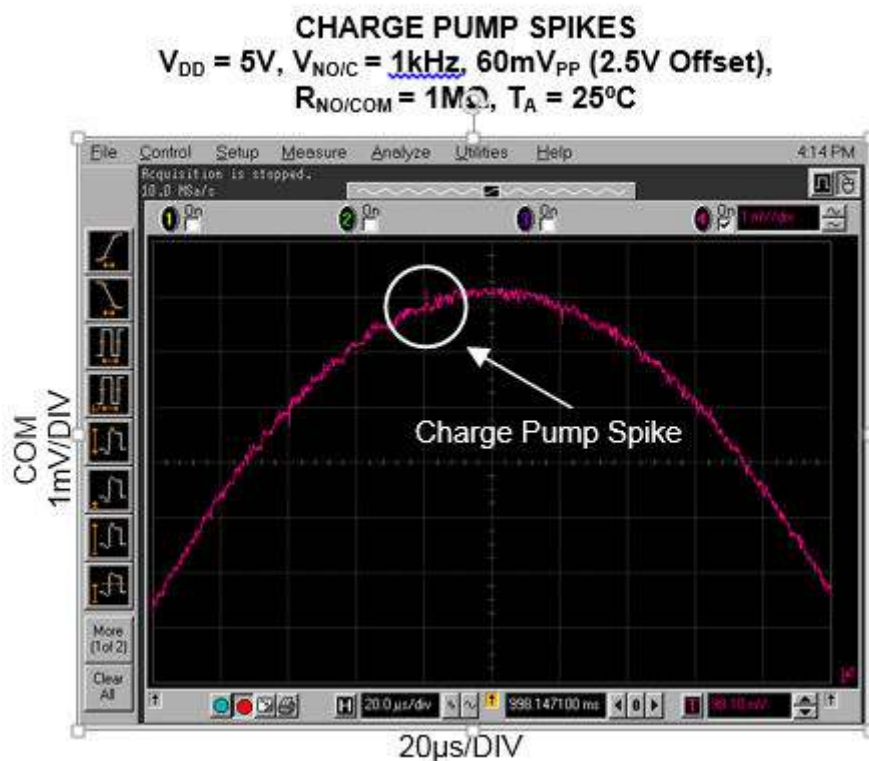 CHARGE PUMP SPIKES
VDD = 5V, VNO/C = 1kHz, 60mVPP (2.5V Offset),
RNO/COM = 1MΩ, TA = 25ºC
File Control Setup Measure Analyze Utilities Help 4:14 PM
Acquisition is stopped.
10.0 MSa/s
1 On 2 On 3 On 4 On 1 mV/div
COM
1mV/DIV
Charge Pump Spike
More
(1of 2)
Clear
All
H 20.0 µs/div 998.147100 ms 0
20µs/DIV